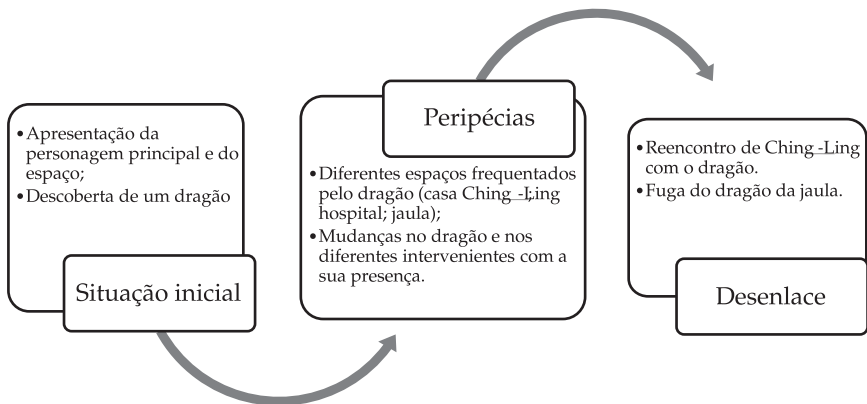 •Apresentação da
personagem principal e do
espaço;
•Descoberta de um dragão
Situação inicial
Peripécias
•Diferentes espaços frequentados
pelo dragão (casa Ching -Ling
hospital; jaula);
•Mudanças no dragão e nos
diferentes intervenientes com a
sua presença.
•Reencontro de Ching -Ling
com o dragão.
•Fuga do dragão da jaula.
Desenlace